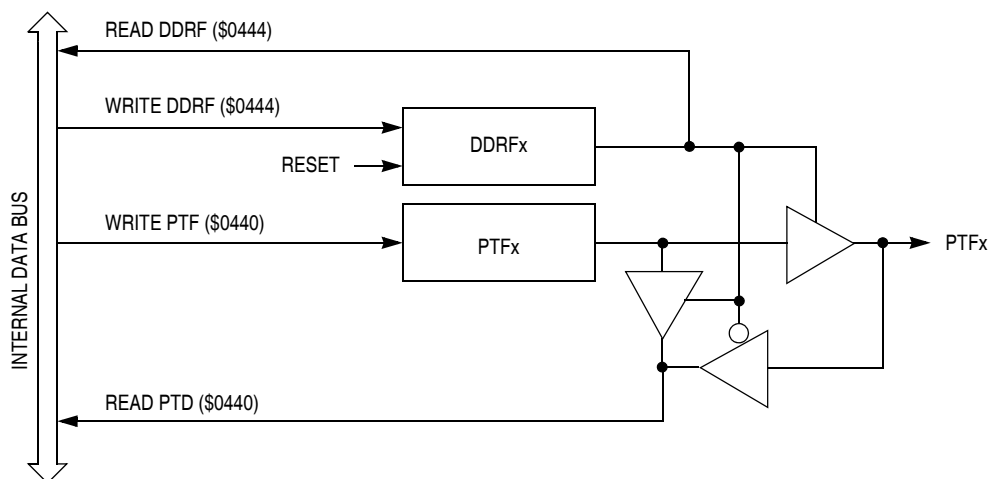 READ DDRF ($0444)
WRITE DDRF ($0444)
DDRFx
RESET
WRITE PTF ($0440)
PTFx
PTFx
READ PTD ($0440)
INTERNAL DATA BUS